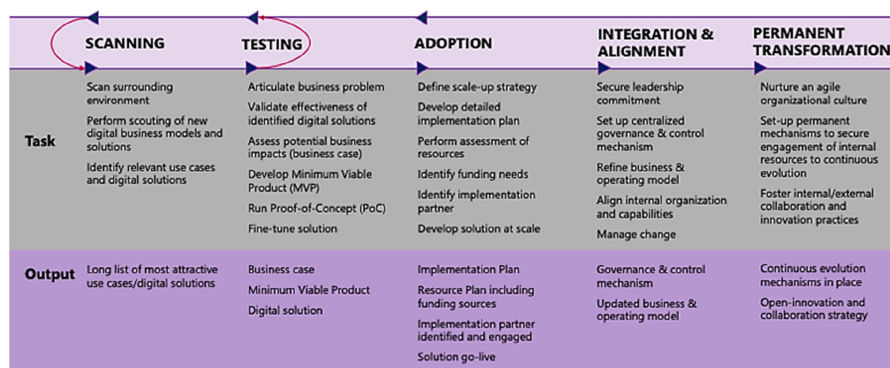 SCANNING
TESTING
ADOPTION
INTEGRATION &
ALIGNMENT
PERMANENT
TRANSFORMATION
Task
Scan surrounding
environment
Perform scouting of new
digital business models and
solutions
Identify relevant use cases
and digital solutions
Articulate business problem
Validate effectiveness of
identified digital solutions
Assess potential business
impacts (business case)
Develop Minimum Viable
Product (MVP)
Run Proof-of-Concept (PoC)
Fine-tune solution
Define scale-up strategy
Develop detailed
implementation plan
Perform assessment of
resources
Identify funding needs
Identify implementation
partner
Develop solution at scale
Secure leadership
commitment
Set up centralized
governance & control
mechanism
Refine business &
operating model
Align internal organization
and capabilities
Manage change
Nurture an agile
organizational culture
Set-up permanent
mechanisms to secure
engagement of internal
resources to continuous
evolution
Foster internal/external
collaboration and
innovation practices
Output
Long list of most attractive
use cases/digital solutions
Business case
Minimum Viable Product
Digital solution
Implementation Plan
Resource Plan including
funding sources
Implementation partner
identified and engaged
Solution go-live
Governance & control
mechanism
Updated business &
operating model
Continuous evolution
mechanisms in place
Open-innovation and
collaboration strategy